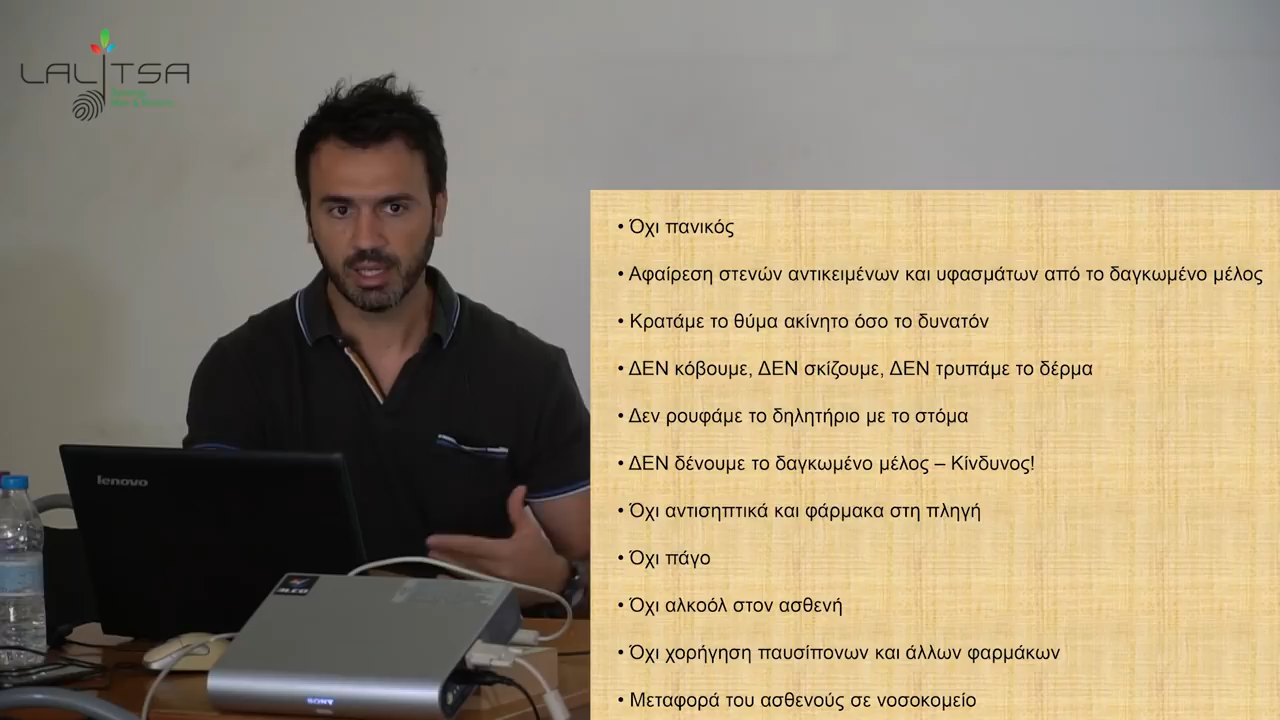 LALITSA
• Όχι πανικός
• Αφαίρεση στενών αντικειμένων και υφασμάτων από το δαγκωμένο μέλος
• Κρατάμε το θύμα ακίνητο όσο το δυνατόν
• ΔΕΝ κόβουμε, ΔΕΝ σκίζουμε, ΔΕΝ τρυπάμε το δέρμα
• Δεν ρουφάμε το δηλητήριο με το στόμα
• ΔΕΝ δένουμε το δαγκωμένο μέλος – Κίνδυνος!
• Όχι αντισηπτικά και φάρμακα στη πληγή
• Όχι πάγο
• Όχι αλκοόλ στον ασθενή
• Όχι χορήγηση παυσίπονων και άλλων φαρμάκων
• Μεταφορά του ασθενούς σε νοσοκομείο
lenovo
SONY